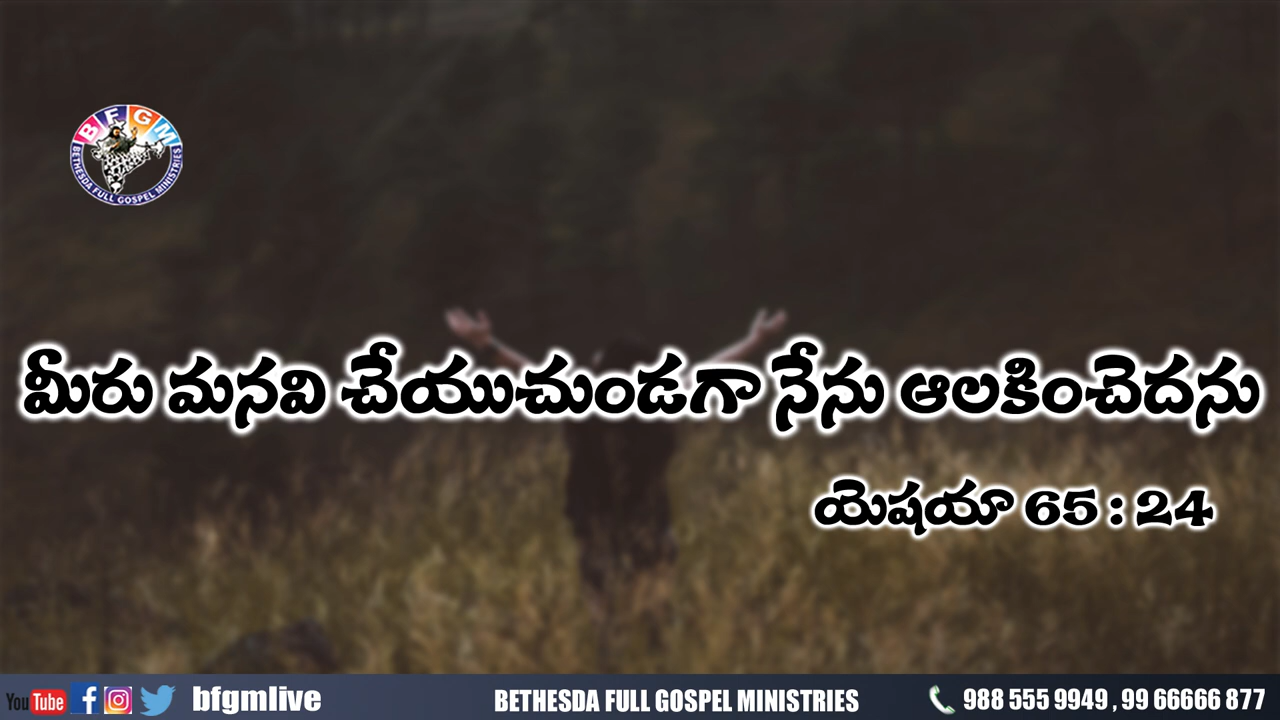 BFGM
BETHESDA FULL GOSPEL MINISTRIES
మీరు మనవి చేయుచుండగా నేను ఆలకించెదను
యెషయా 65 : 24
YouTube bfgmlive BETHESDA FULL GOSPEL MINISTRIES 988 555 9949 , 99 66666 877